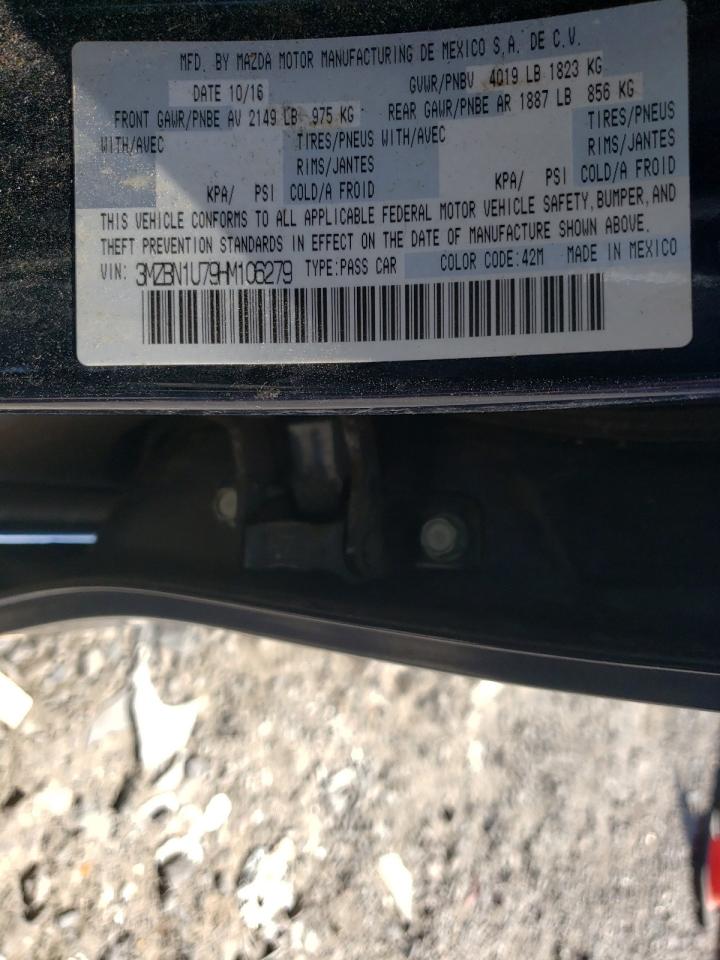 MFD. BY MAZDA MOTOR MANUFACTURING DE MEXICO S.A. DE C.V.
DATE 10/16 GVWR/PNBV 4019 LB 1823 KG
FRONT GAWR/PNBE AV 2149 LB 975 KG REAR GAWR/PNBE AR 1887 LB 856 KG
WITH/AVEC TIRES/PNEUS WITH/AVEC TIRES/PNEUS
RIMS/JANTES RIMS/JANTES
KPA/ PSI COLD/A FROID KPA/ PSI COLD/A FROID
THIS VEHICLE CONFORMS TO ALL APPLICABLE FEDERAL MOTOR VEHICLE SAFETY, BUMPER, AND
THEFT PREVENTION STANDARDS IN EFFECT ON THE DATE OF MANUFACTURE SHOWN ABOVE.
VIN: 3MZBN1U79HM106279 TYPE:PASS CAR COLOR CODE:42M MADE IN MEXICO